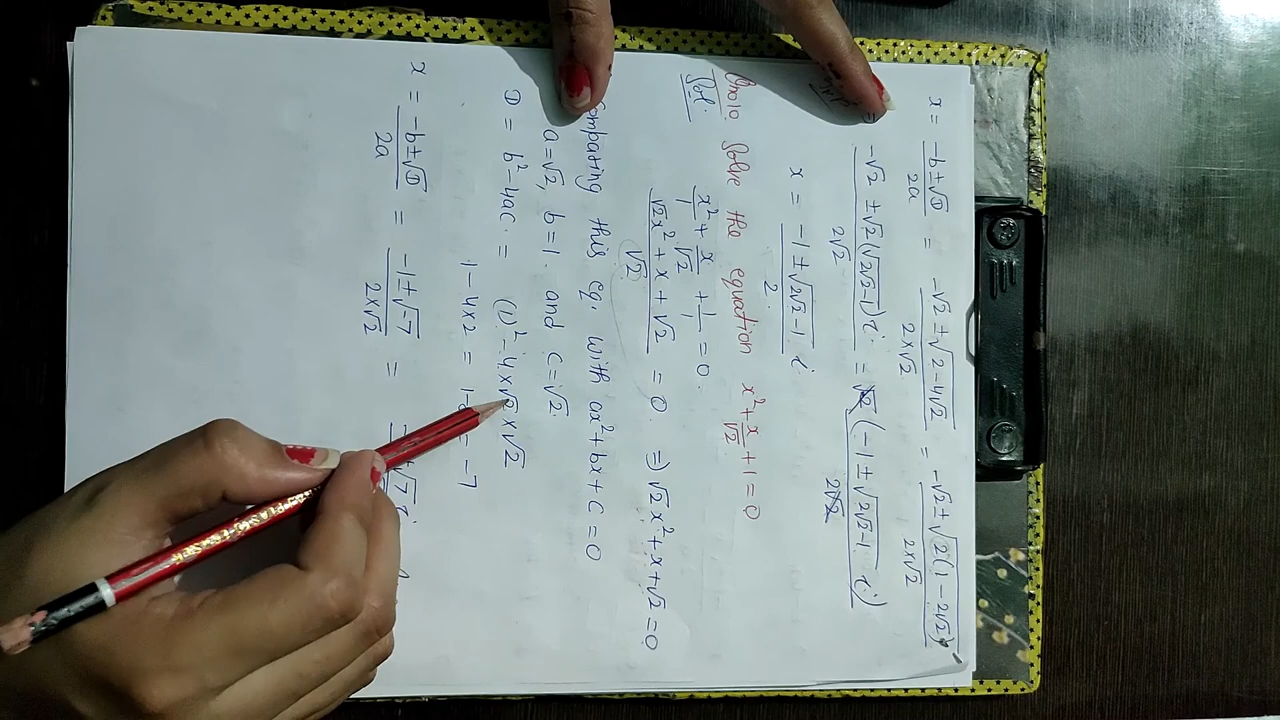 x = -b±√D/2a = -√2 ±√2-4√2/2×√2 = -√2 ±√2(1-2√2)/2×√2
= -√2 ±√2(√2√2-1)i/2√2 = √2(-1 ± √2√2-1 i)/2√2
x = -1 ± √2√2-1 i/2.
Solve the equation x²+x/√2+1=0
Sol.
x²/1 + x/√2 + 1/1 = 0.
√2x² + x + √2/√2 = 0 ⇒ √2x²+x+√2=0
Comparing this eq. with ax²+bx+c=0
a=√2, b=1. and c=√2.
D = b²-4ac. = (1)²-4×√2×√2
1-4×2 = = -7
x = -b±√D/2a = -1±√-7/2×√2 = √7 i